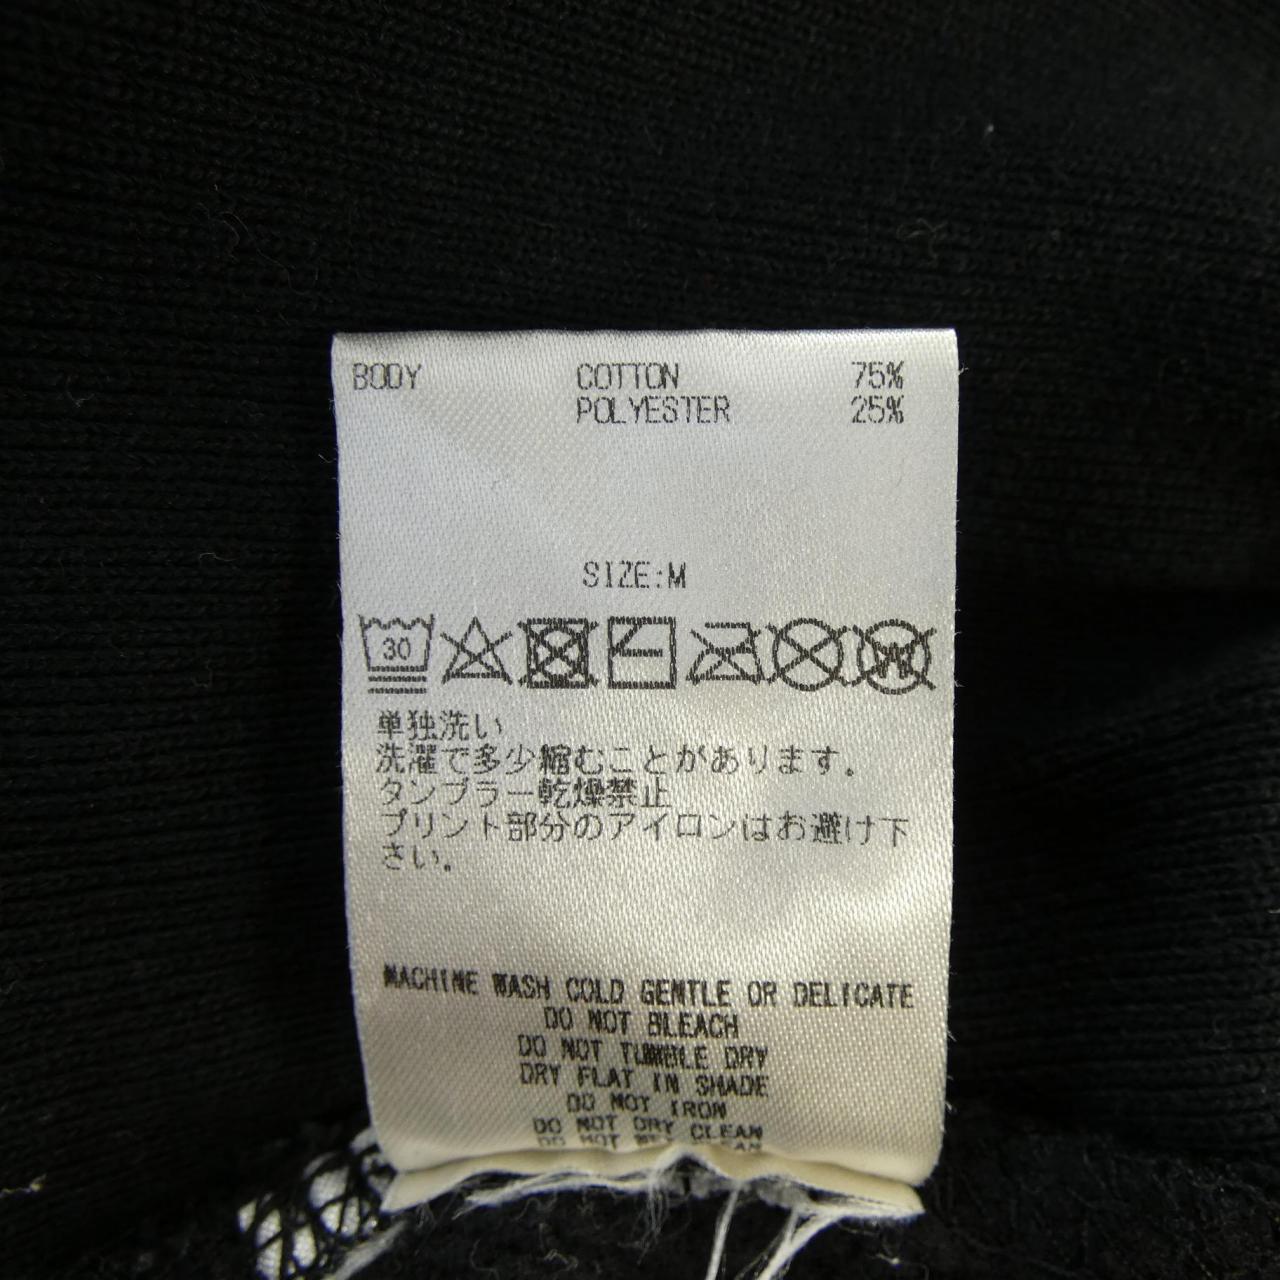 BODY COTTON 75%
POLYESTER 25%
SIZE:M
30 W
単独洗い
洗濯で多少縮むことがあります。
タンブラー乾燥禁止
プリント部分のアイロンはお避け下
さい。
MACHINE WASH COLD GENTLE OR DELICATE
DO NOT BLEACH
DO NOT TUMBLE DRY
DRY FLAT IN SHADE
DO NOT IRON
DO NOT DRY CLEAN
DO NOT WET CLEAN